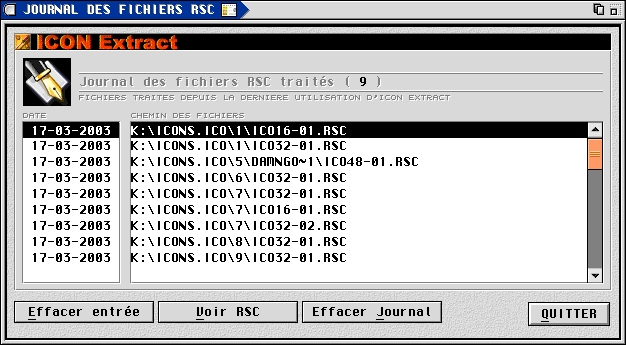 JOURNAL DES FICHIERS RSC
ICON Extract
Journal des fichiers RSC traités ( 9 )
FICHIERS TRAITES DEPUIS LA DERNIERE UTILISATION D'ICON EXTRACT
DATE CHEMIN DES FICHIERS
17-03-2003 K:\ICONS.ICO\1\ICO16-01.RSC
17-03-2003 K:\ICONS.ICO\1\ICO32-01.RSC
17-03-2003 K:\ICONS.ICO\5\DAMNGO~1\ICO48-01.RSC
17-03-2003 K:\ICONS.ICO\6\ICO32-01.RSC
17-03-2003 K:\ICONS.ICO\7\ICO32-01.RSC
17-03-2003 K:\ICONS.ICO\7\ICO16-01.RSC
17-03-2003 K:\ICONS.ICO\7\ICO32-02.RSC
17-03-2003 K:\ICONS.ICO\8\ICO32-01.RSC
17-03-2003 K:\ICONS.ICO\9\ICO32-01.RSC
Effacer entrée Voir RSC Effacer Journal QUITTER